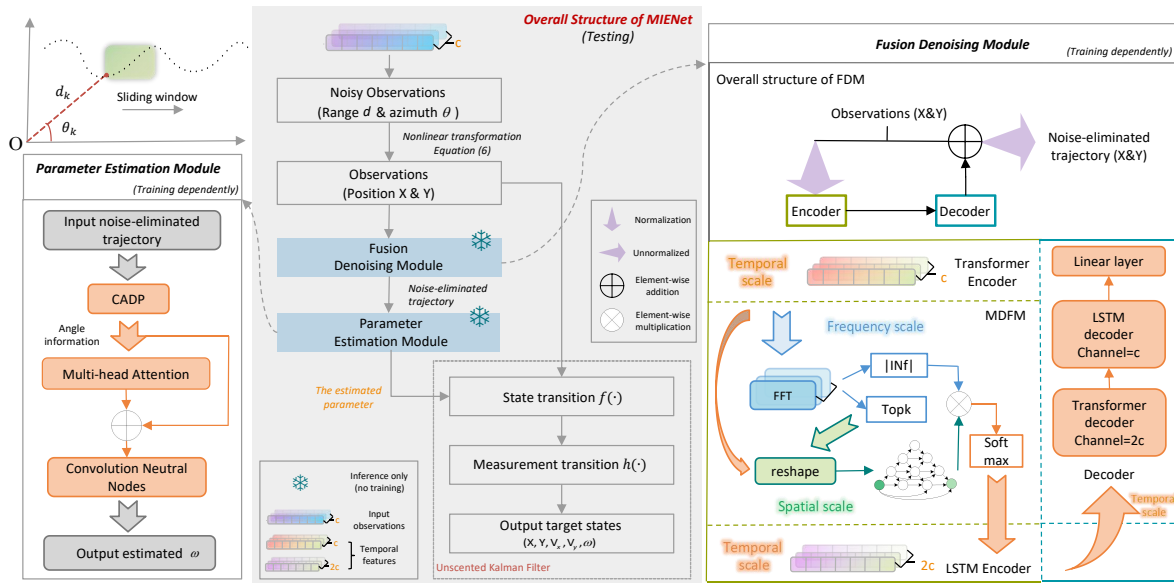 d_k
θ_k
O
Sliding window
Parameter Estimation Module
(Training dependently)
Input noise-eliminated
trajectory
CADP
Angle
information
Multi-head Attention
Convolution Neutral
Nodes
Output estimated ω
Overall Structure of MIENet
(Testing)
c
Noisy Observations
(Range d & azimuth θ )
Nonlinear transformation
Equation (6)
Observations
(Position X & Y)
Fusion
Denoising Module
Noise-eliminated
trajectory
Parameter
Estimation Module
The estimated
parameter
State transition f(·)
Measurement transition h(·)
Output target states
(X, Y, V_x, V_y, ω)
Unscented Kalman Filter
Inference only
(no training)
Input
observations
c
Temporal
features
c
2c
Normalization
Unnormalized
Element-wise
addition
Element-wise
multiplication
Fusion Denoising Module
(Training dependently)
Overall structure of FDM
Observations (X&Y)
Noise-eliminated
trajectory (X&Y)
Encoder
Decoder
Temporal
scale
c
Transformer
Encoder
MDFM
Frequency scale
FFT
|INf|
Topk
Soft
max
reshape
Spatial scale
Temporal
scale
2c
LSTM Encoder
Linear layer
LSTM
decoder
Channel=c
Transformer
decoder
Channel=2c
Decoder
Temporal
scale